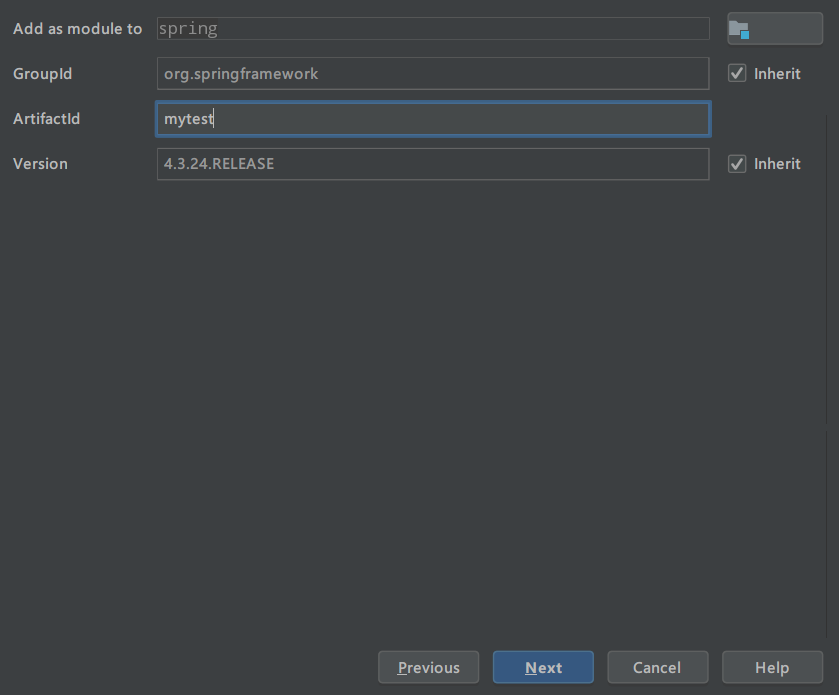 Add as module to spring
GroupId org.springframework Inherit
ArtifactId mytest
Version 4.3.24.RELEASE Inherit
Previous Next Cancel Help